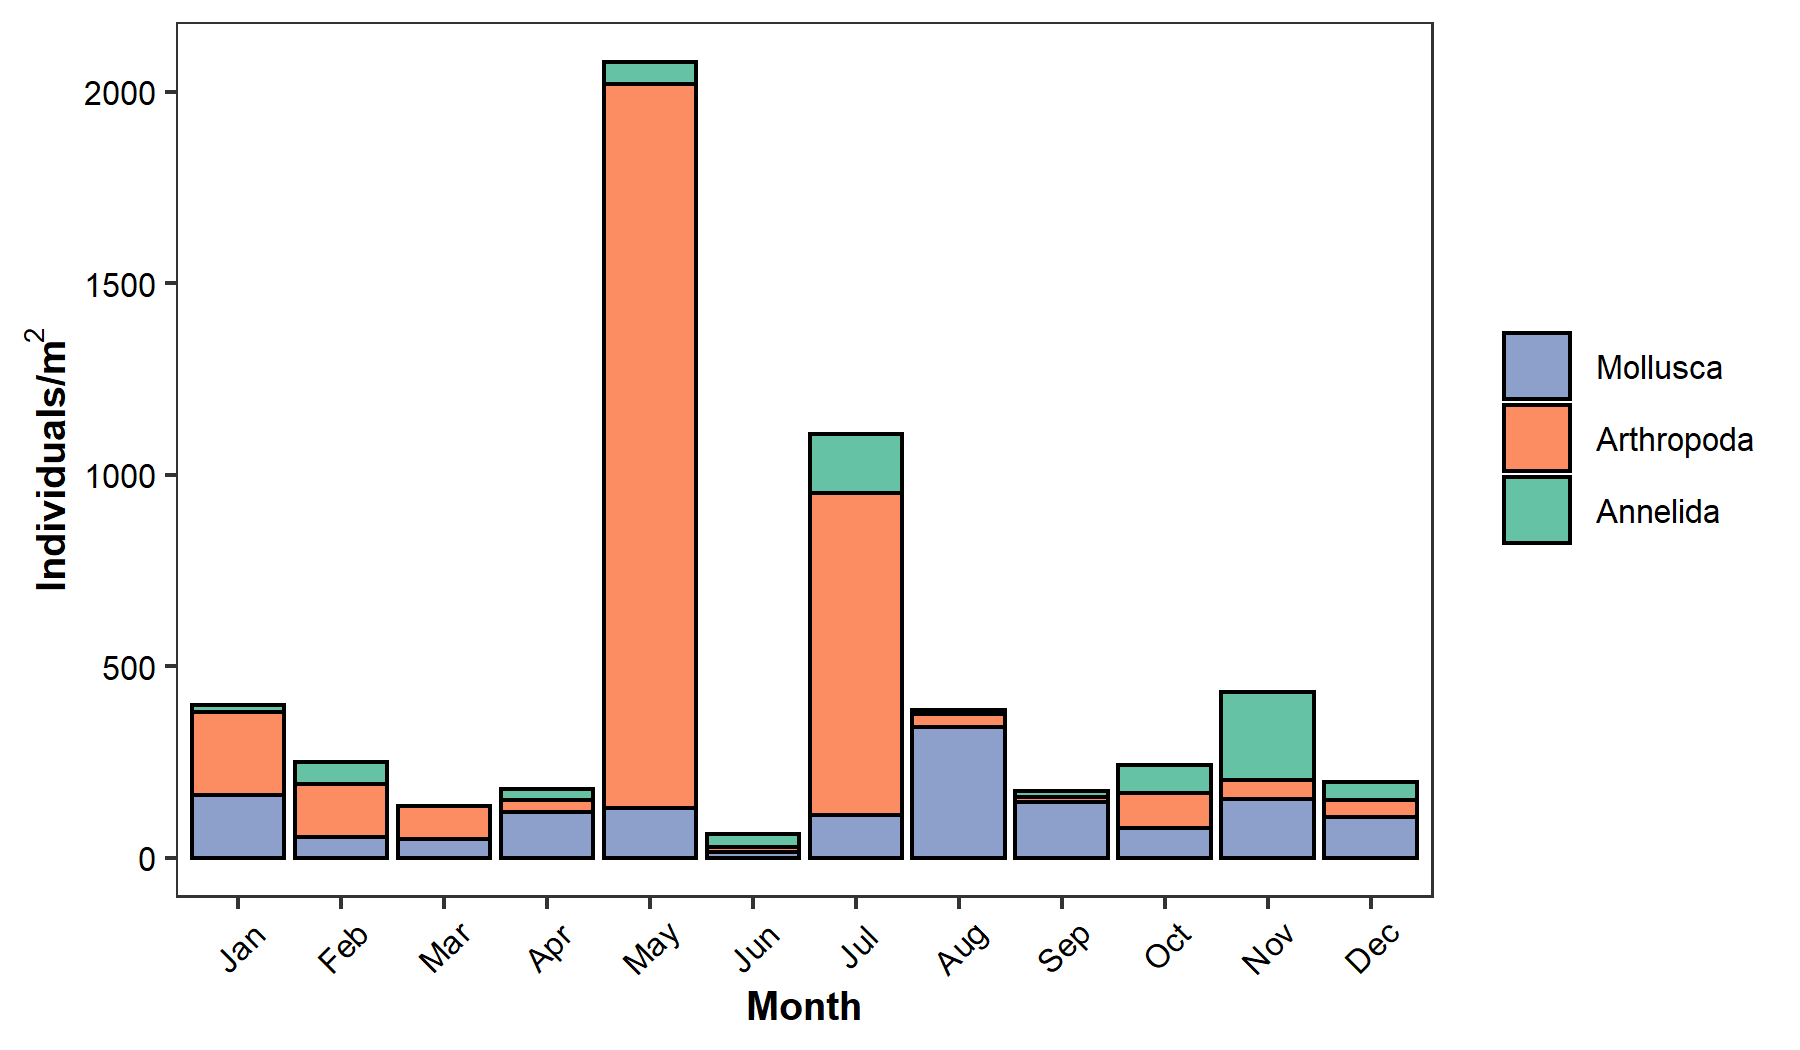 Individuals/m²
2000
1500
1000
500
0
Jan Feb Mar Apr May Jun Jul Aug Sep Oct Nov Dec
Month
Mollusca
Arthropoda
Annelida